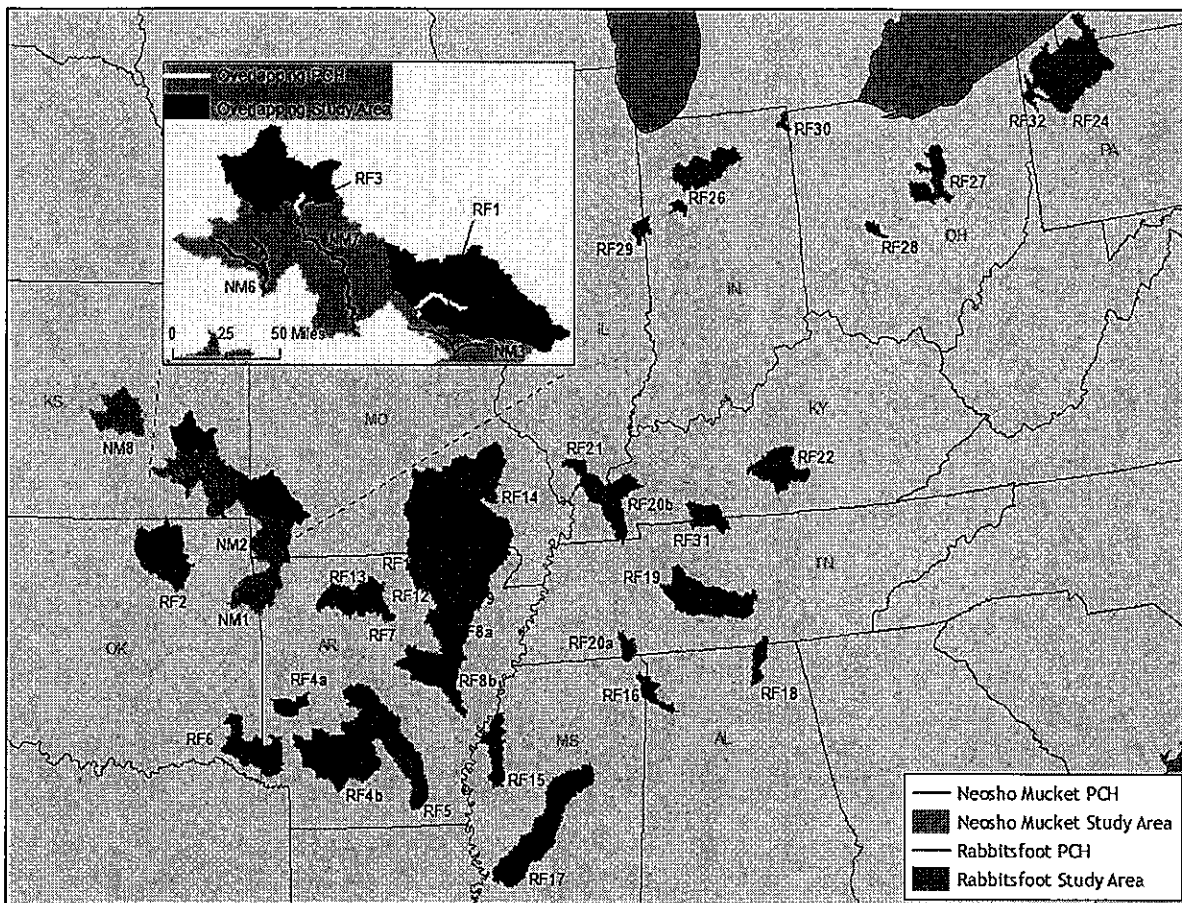 Overlapping PCH
Overlapping Study Area
RF3
RF1
NM7
NM6
NM3
0 25 50 Miles
RF30
RF32 RF24
PA
RF26
RF27
RF29
RF28
OH
IN
IL
KS
MO
KY
NM8
RF21
RF22
RF14
RF20b
NM2
RF31
RF13
RF12
RF19
TN
RF2
NM1
RF7
OK
AR
RF20a
RF8b
RF4a
RF16
RF18
RF6
MS
AL
RF15
RF4b
RF5
RF17
Neosho Mucket PCH
Neosho Mucket Study Area
Rabbitsfoot PCH
Rabbitsfoot Study Area